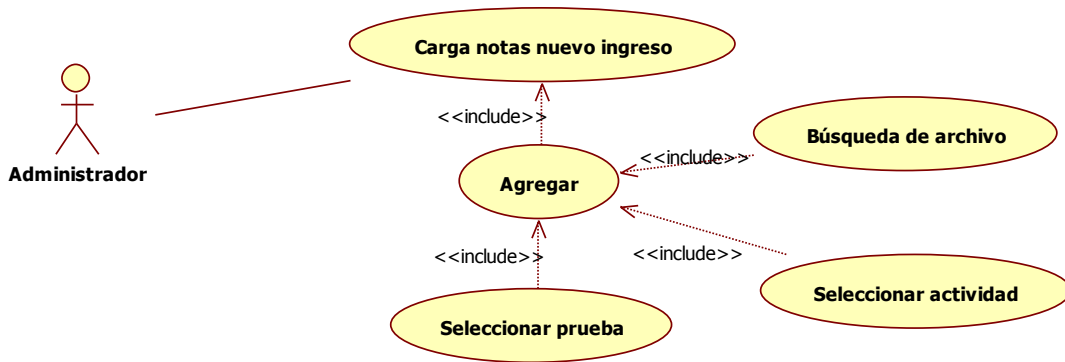 Carga notas nuevo ingreso
<<include>>
Búsqueda de archivo
<<include>>
Administrador
Agregar
<<include>>
<<include>>
Seleccionar actividad
Seleccionar prueba